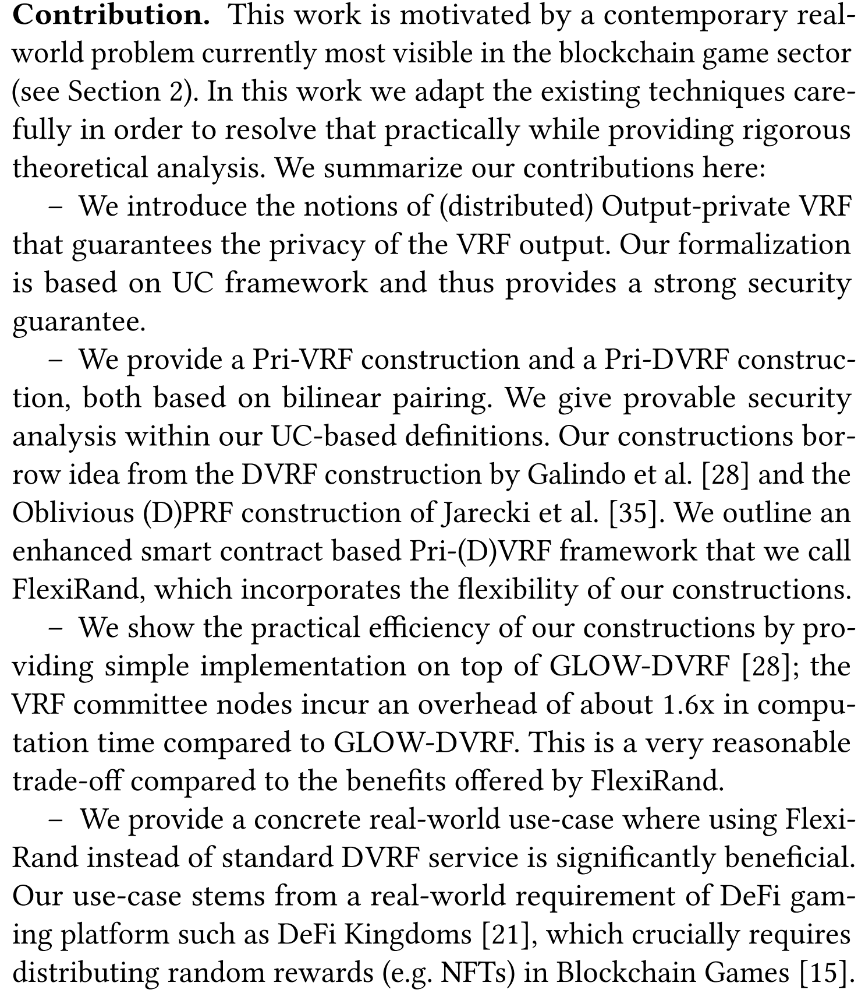 Contribution. This work is motivated by a contemporary real-
world problem currently most visible in the blockchain game sector
(see Section 2). In this work we adapt the existing techniques care-
fully in order to resolve that practically while providing rigorous
theoretical analysis. We summarize our contributions here:
– We introduce the notions of (distributed) Output-private VRF
that guarantees the privacy of the VRF output. Our formalization
is based on UC framework and thus provides a strong security
guarantee.
– We provide a Pri-VRF construction and a Pri-DVRF construc-
tion, both based on bilinear pairing. We give provable security
analysis within our UC-based definitions. Our constructions bor-
row idea from the DVRF construction by Galindo et al. [28] and the
Oblivious (D)PRF construction of Jarecki et al. [35]. We outline an
enhanced smart contract based Pri-(D)VRF framework that we call
FlexiRand, which incorporates the flexibility of our constructions.
– We show the practical efficiency of our constructions by pro-
viding simple implementation on top of GLOW-DVRF [28]; the
VRF committee nodes incur an overhead of about 1.6x in compu-
tation time compared to GLOW-DVRF. This is a very reasonable
trade-off compared to the benefits offered by FlexiRand.
– We provide a concrete real-world use-case where using Flexi-
Rand instead of standard DVRF service is significantly beneficial.
Our use-case stems from a real-world requirement of DeFi gam-
ing platform such as DeFi Kingdoms [21], which crucially requires
distributing random rewards (e.g. NFTs) in Blockchain Games [15].